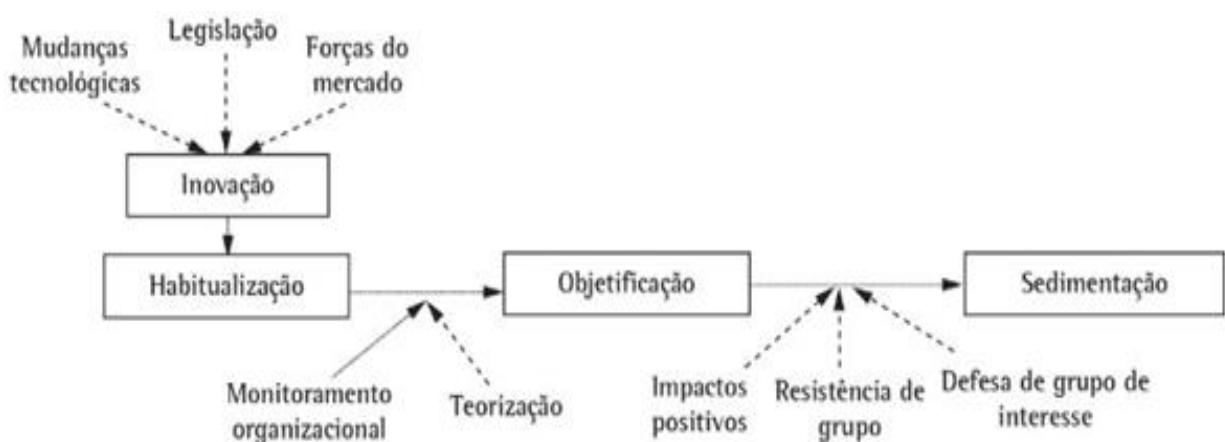 Legislação
Mudanças
tecnológicas
Forças do
mercado
Inovação
Habitualização
Objetificação
Sedimentação
Monitoramento
organizacional
Teorização
Impactos
positivos
Resistência de
grupo
Defesa de grupo de
interesse